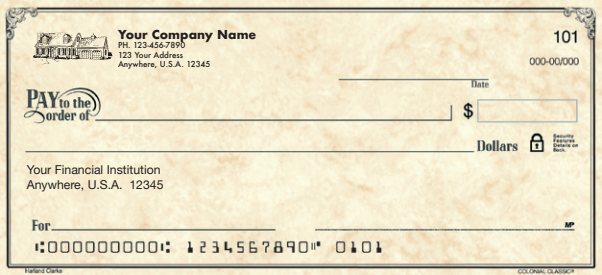 Your Company Name
PH. 123-456-7890
123 Your Address
Anywhere, U.S.A. 12345
101
000-00/000
Date
PAY to the
order of
$
Dollars
Security
Features
Details on
Back.
Your Financial Institution
Anywhere, U.S.A. 12345
For
MP
⑆000000000⑆ 1234567890⑈ 0101
Harland Clarke
COLONIAL CLASSIC®